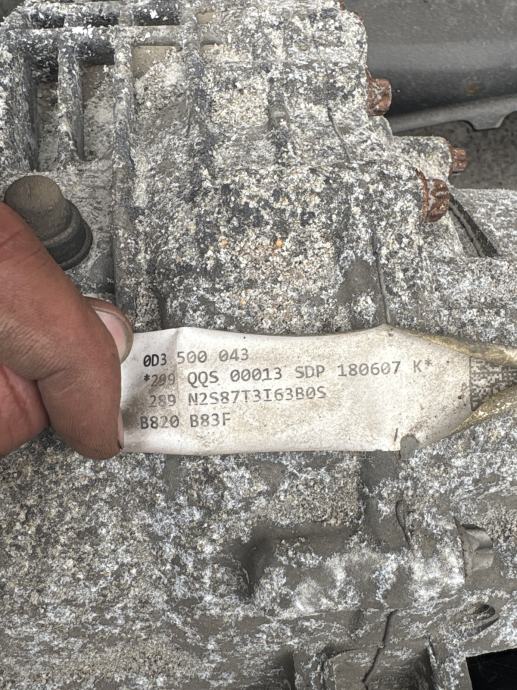 0D3 500 043
*209 QQS 00013 SDP 180607 K*
289 N2S87T3I63B0S
B820 B83F